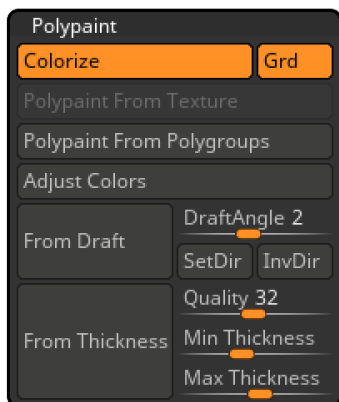 Polypaint
Colorize Grd
Polypaint From Texture
Polypaint From Polygroups
Adjust Colors
From Draft
DraftAngle 2
SetDir InvDir
From Thickness
Quality 32
Min Thickness
Max Thickness